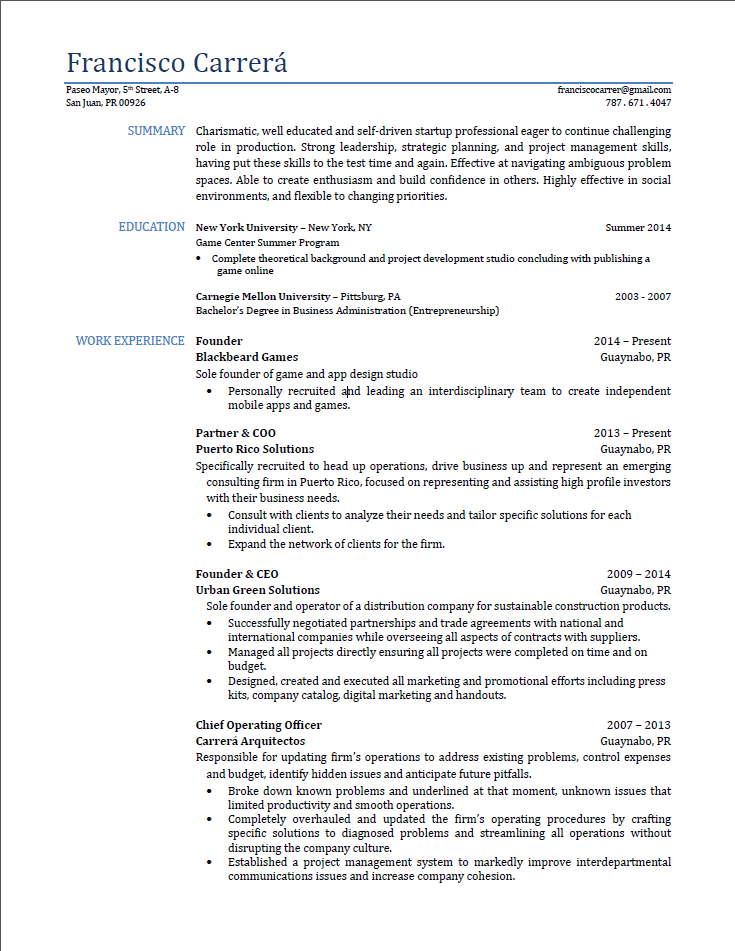 Francisco Carrerá
Paseo Mayor, 5th Street, A-8 franciscocarrer@gmail.com
San Juan, PR 00926 787.671.4047
SUMMARY Charismatic, well educated and self-driven startup professional eager to continue challenging
role in production. Strong leadership, strategic planning, and project management skills,
having put these skills to the test time and again. Effective at navigating ambiguous problem
spaces. Able to create enthusiasm and build confidence in others. Highly effective in social
environments, and flexible to changing priorities.
EDUCATION New York University – New York, NY Summer 2014
Game Center Summer Program
• Complete theoretical background and project development studio concluding with publishing a
game online
Carnegie Mellon University – Pittsburg, PA 2003 - 2007
Bachelor's Degree in Business Administration (Entrepreneurship)
WORK EXPERIENCE Founder 2014 – Present
Blackbeard Games Guaynabo, PR
Sole founder of game and app design studio
• Personally recruited and leading an interdisciplinary team to create independent
mobile apps and games.
Partner & COO 2013 – Present
Puerto Rico Solutions Guaynabo, PR
Specifically recruited to head up operations, drive business up and represent an emerging
consulting firm in Puerto Rico, focused on representing and assisting high profile investors
with their business needs.
• Consult with clients to analyze their needs and tailor specific solutions for each
individual client.
• Expand the network of clients for the firm.
Founder & CEO 2009 – 2014
Urban Green Solutions Guaynabo, PR
Sole founder and operator of a distribution company for sustainable construction products.
• Successfully negotiated partnerships and trade agreements with national and
international companies while overseeing all aspects of contracts with suppliers.
• Managed all projects directly ensuring all projects were completed on time and on
budget.
• Designed, created and executed all marketing and promotional efforts including press
kits, company catalog, digital marketing and handouts.
Chief Operating Officer 2007 – 2013
Carrerá Arquitectos Guaynabo, PR
Responsible for updating firm's operations to address existing problems, control expenses
and budget, identify hidden issues and anticipate future pitfalls.
• Broke down known problems and underlined at that moment, unknown issues that
limited productivity and smooth operations.
• Completely overhauled and updated the firm's operating procedures by crafting
specific solutions to diagnosed problems and streamlining all operations without
disrupting the company culture.
• Established a project management system to markedly improve interdepartmental
communications issues and increase company cohesion.